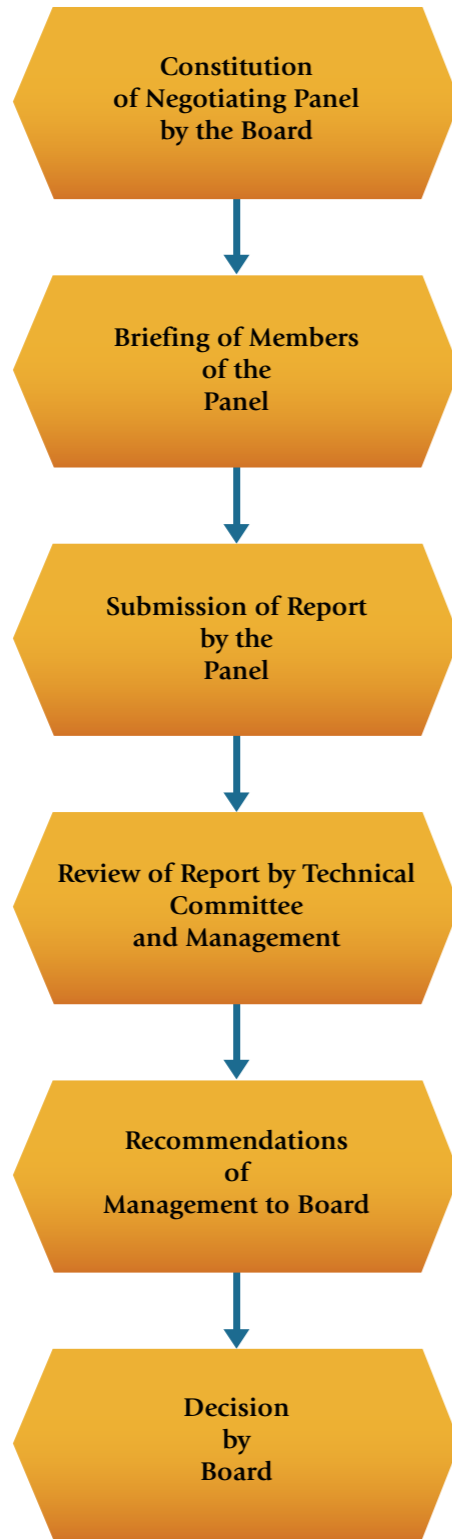 Constitution
of Negotiating Panel
by the Board
Briefing of Members
of the
Panel
Submission of Report
by the
Panel
Review of Report by Technical
Committee
and Management
Recommendations
of
Management to Board
Decision
by
Board